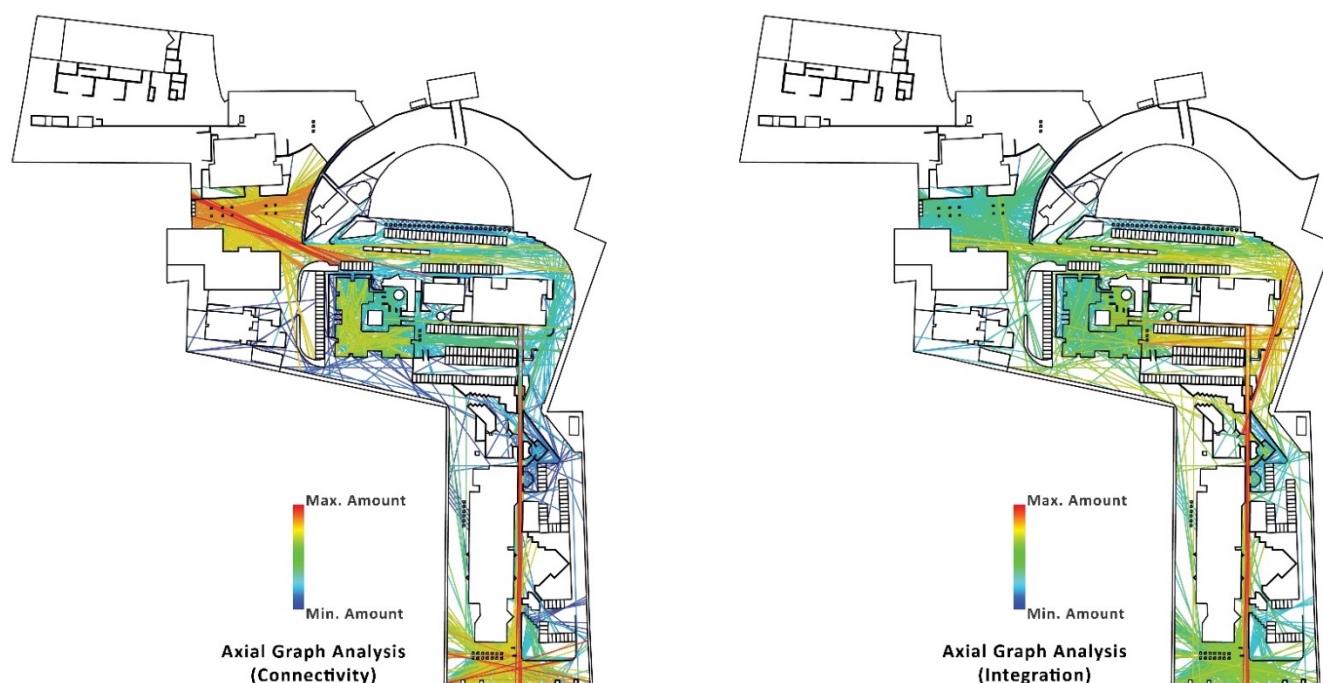 Max. Amount
Min. Amount
Axial Graph Analysis
(Connectivity)
Max. Amount
Min. Amount
Axial Graph Analysis
(Integration)